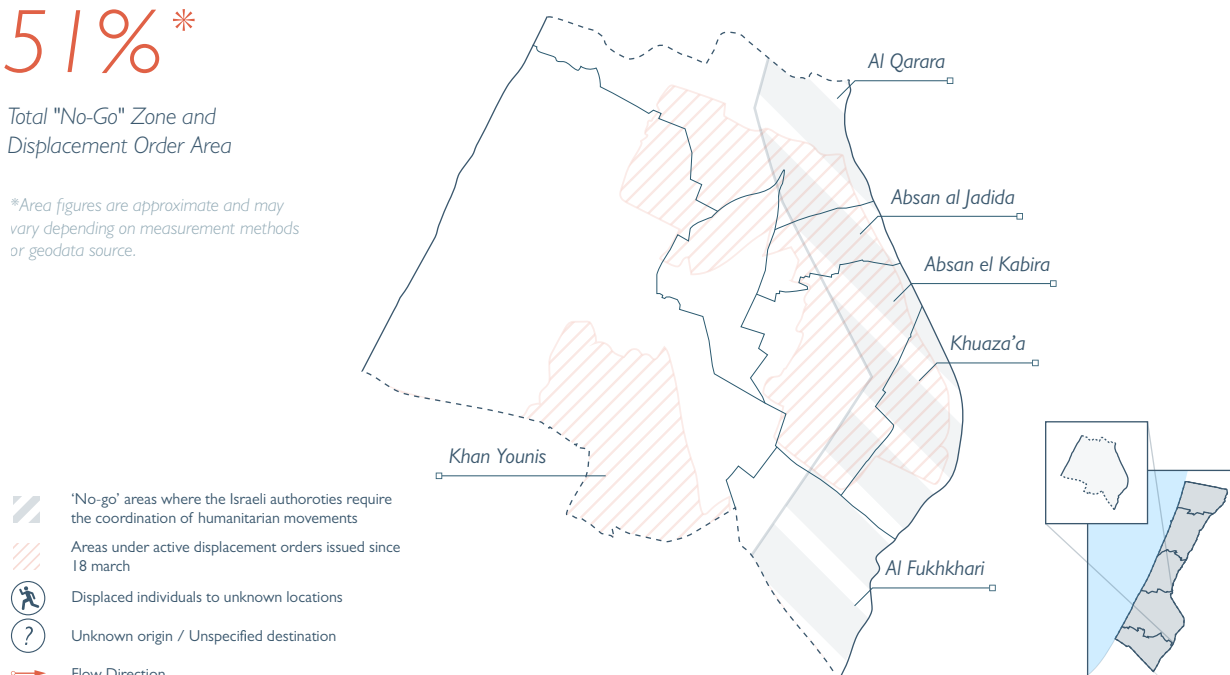 51%*
Total "No-Go" Zone and
Displacement Order Area
*Area figures are approximate and may
vary depending on measurement methods
or geodata source.
Al Qarara
Absan al Jadida
Absan el Kabira
Khuaza'a
Khan Younis
Al Fukhkhari
'No-go' areas where the Israeli authoroties require
the coordination of humanitarian movements
Areas under active displacement orders issued since
18 march
Displaced individuals to unknown locations
?
Unknown origin / Unspecified destination
Flow Direction